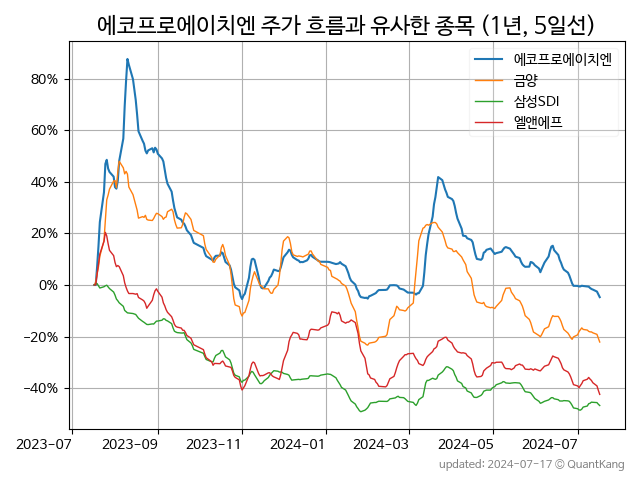 에코프로에이치엔 주가 흐름과 유사한 종목 (1년, 5일선)
에코프로에이치엔
금양
삼성SDI
엘앤에프
80%
60%
40%
20%
0%
−20%
−40%
2023-07 2023-09 2023-11 2024-01 2024-03 2024-05 2024-07
updated: 2024-07-17 © QuantKang